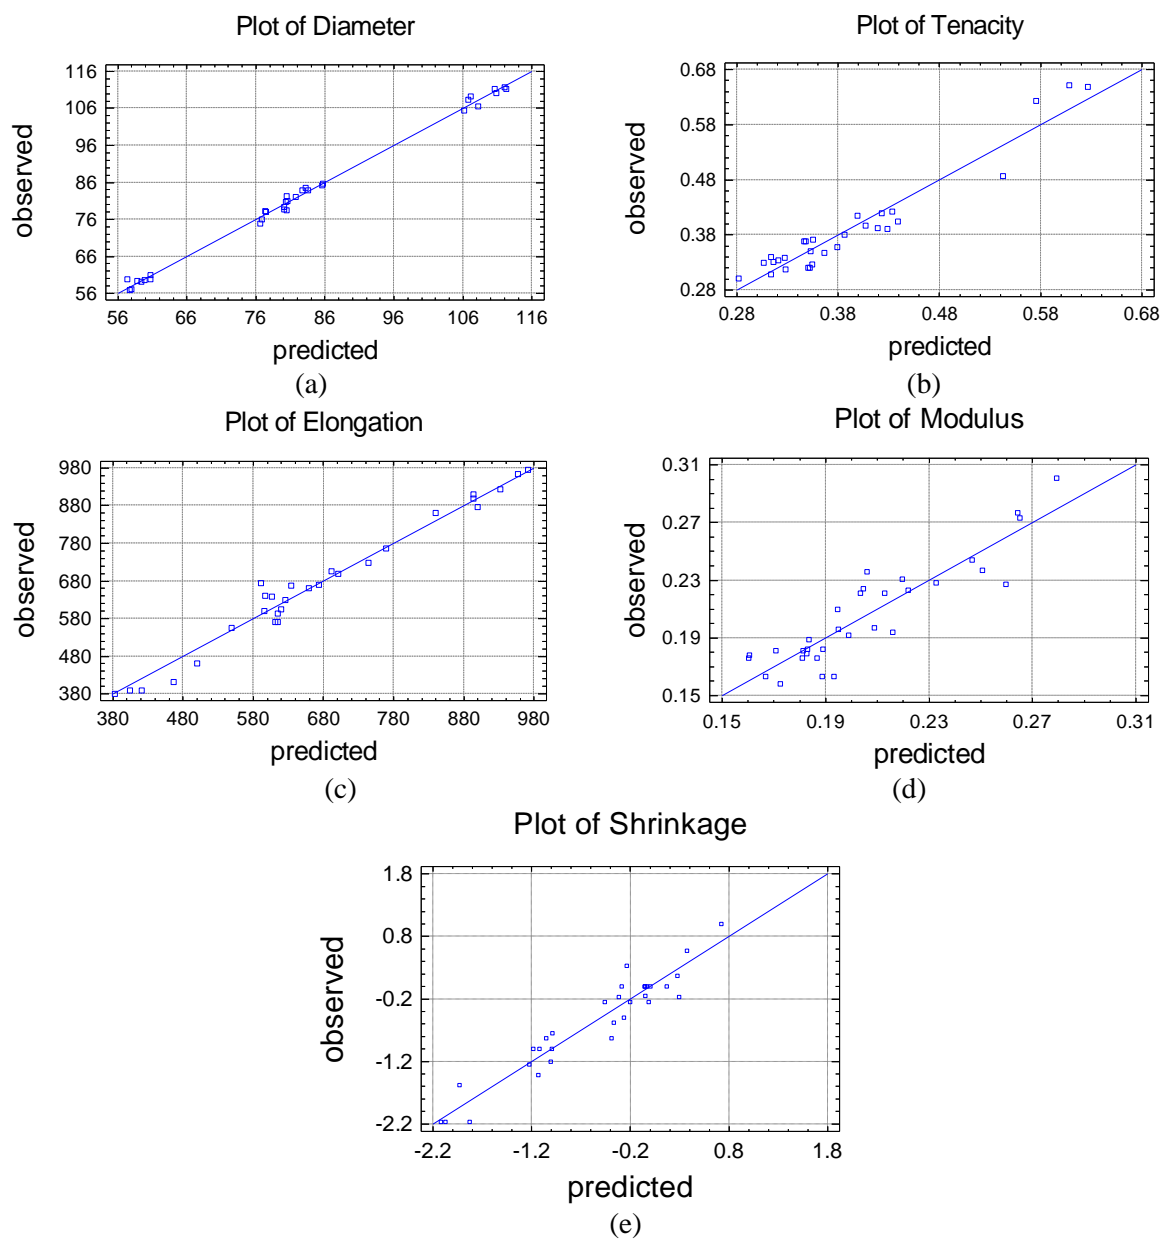 Plot of Diameter
116
106
96
86
76
66
56
observed
56 66 76 86 96 106 116
predicted
(a)
Plot of Tenacity
0.68
0.58
0.48
0.38
0.28
observed
0.28 0.38 0.48 0.58 0.68
predicted
(b)
Plot of Elongation
980
880
780
680
580
480
380
observed
380 480 580 680 780 880 980
predicted
(c)
Plot of Modulus
0.31
0.27
0.23
0.19
0.15
observed
0.15 0.19 0.23 0.27 0.31
predicted
(d)
Plot of Shrinkage
1.8
0.8
-0.2
-1.2
-2.2
observed
-2.2 -1.2 -0.2 0.8 1.8
predicted
(e)